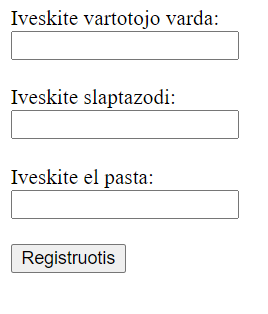 Iveskite vartotojo varda:
Iveskite slaptazodi:
Iveskite el pasta:
Registruotis